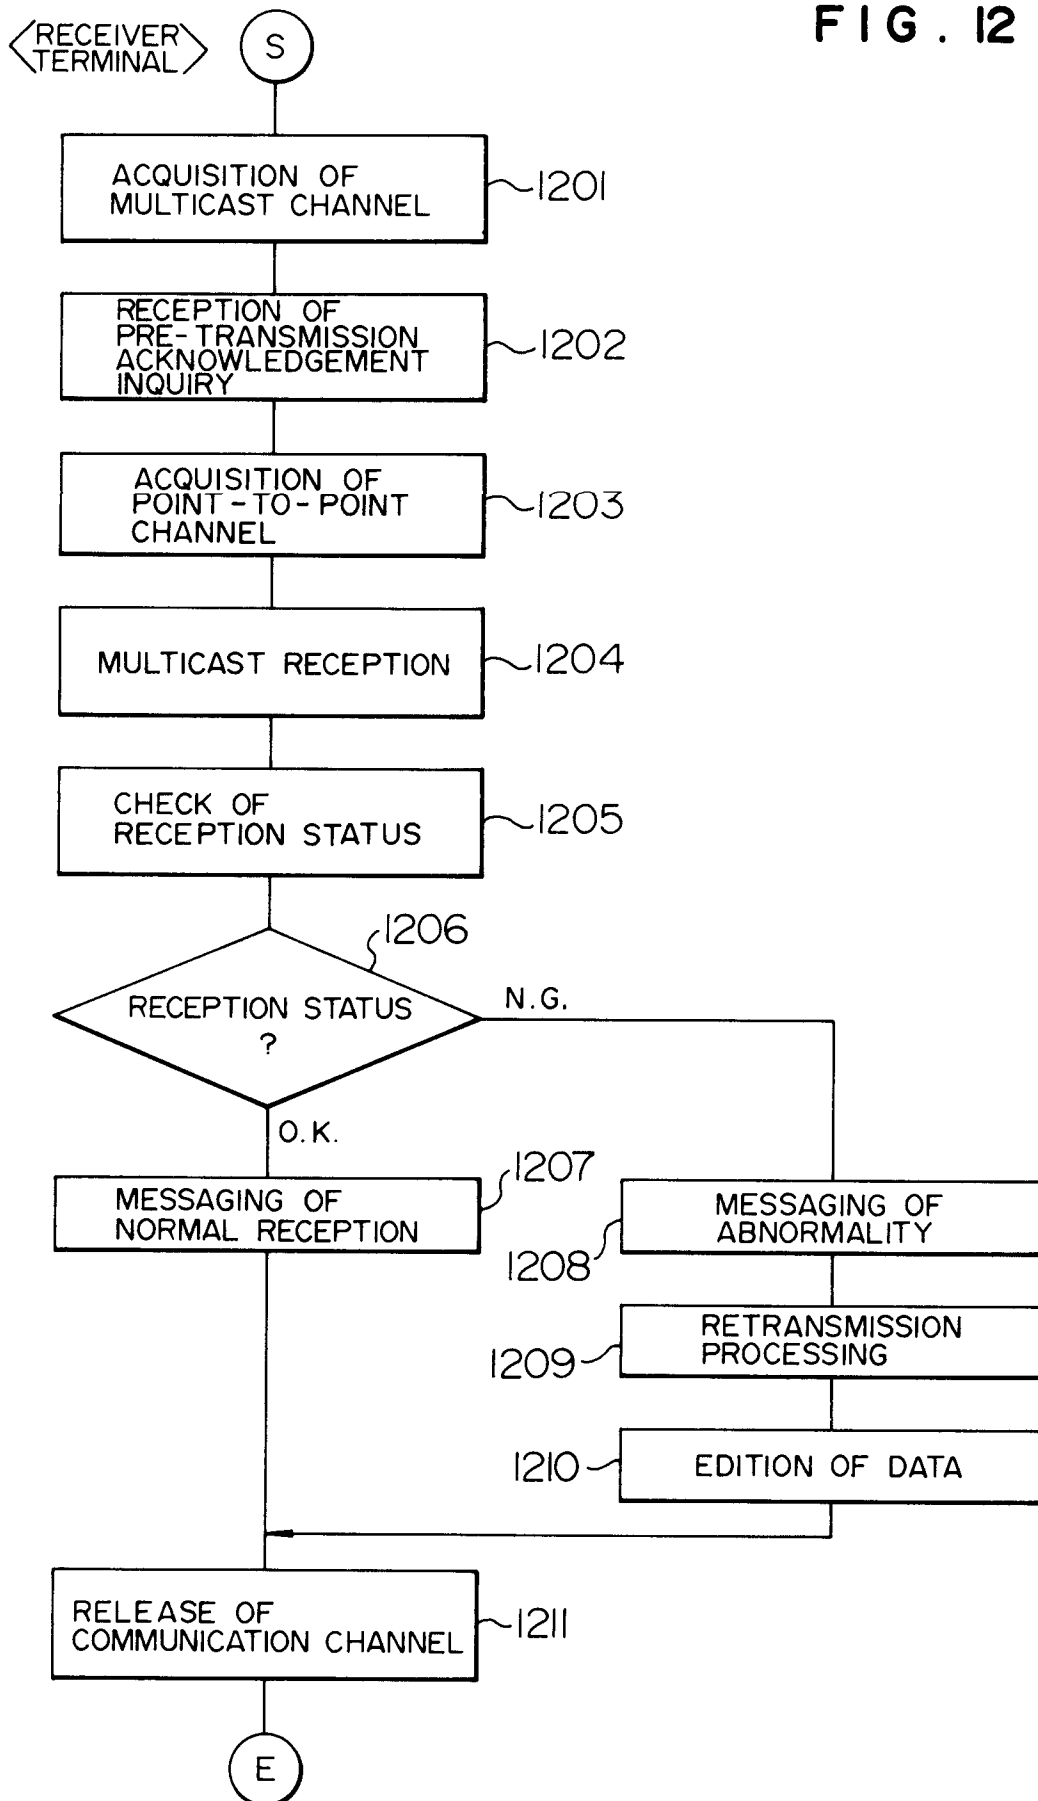 RECEIVER
TERMINAL
S
FIG. 12
ACQUISITION OF
MULTICAST CHANNEL
1201
RECEPTION OF
PRE-TRANSMISSION
ACKNOWLEDGEMENT
INQUIRY
1202
ACQUISITION OF
POINT-TO-POINT
CHANNEL
1203
MULTICAST RECEPTION
1204
CHECK OF
RECEPTION STATUS
1205
1206
RECEPTION STATUS
?
N.G.
O.K.
1207
MESSAGING OF
NORMAL RECEPTION
MESSAGING OF
ABNORMALITY
1208
RETRANSMISSION
PROCESSING
1209
1210
EDITION OF DATA
RELEASE OF
COMMUNICATION CHANNEL
1211
E